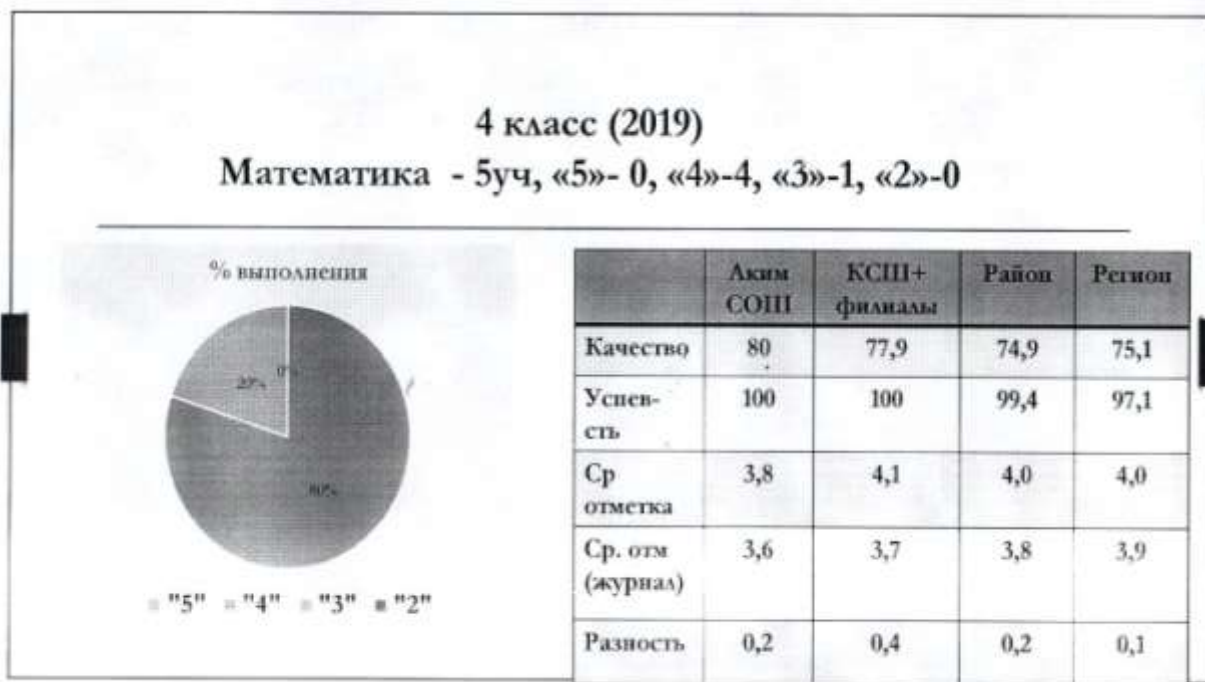 4 класс (2019)
Математика - 5уч, «5»- 0, «4»-4, «3»-1, «2»-0
% выполнения
0%
20%
80%
"5" "4" "3" "2"
Аким СОШ КСШ+ филиалы Район Регион
Качество 80 77,9 74,9 75,1
Успев-
сть 100 100 99,4 97,1
Ср
отметка 3,8 4,1 4,0 4,0
Ср. отм
(журнал) 3,6 3,7 3,8 3,9
Разность 0,2 0,4 0,2 0,1